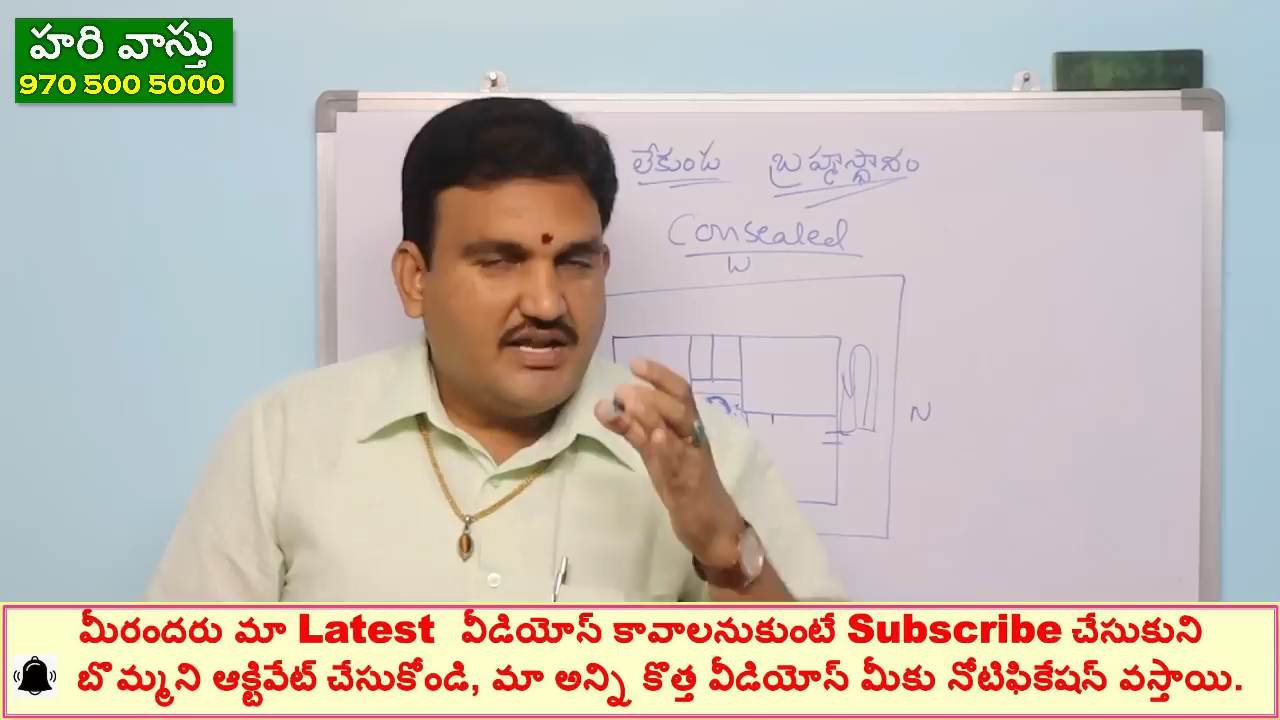 హరి వాస్తు
970 500 5000
లేకుండ బ్రహ్మస్థానం
Consealed
W
N
మీరందరు మా Latest వీడియోస్ కావాలనుకుంటే Subscribe చేసుకుని
బొమ్మని ఆక్టివేట్ చేసుకోండి, మా అన్ని కొత్త వీడియోస్ మీకు నోటిఫికేషన్ వస్తాయి.